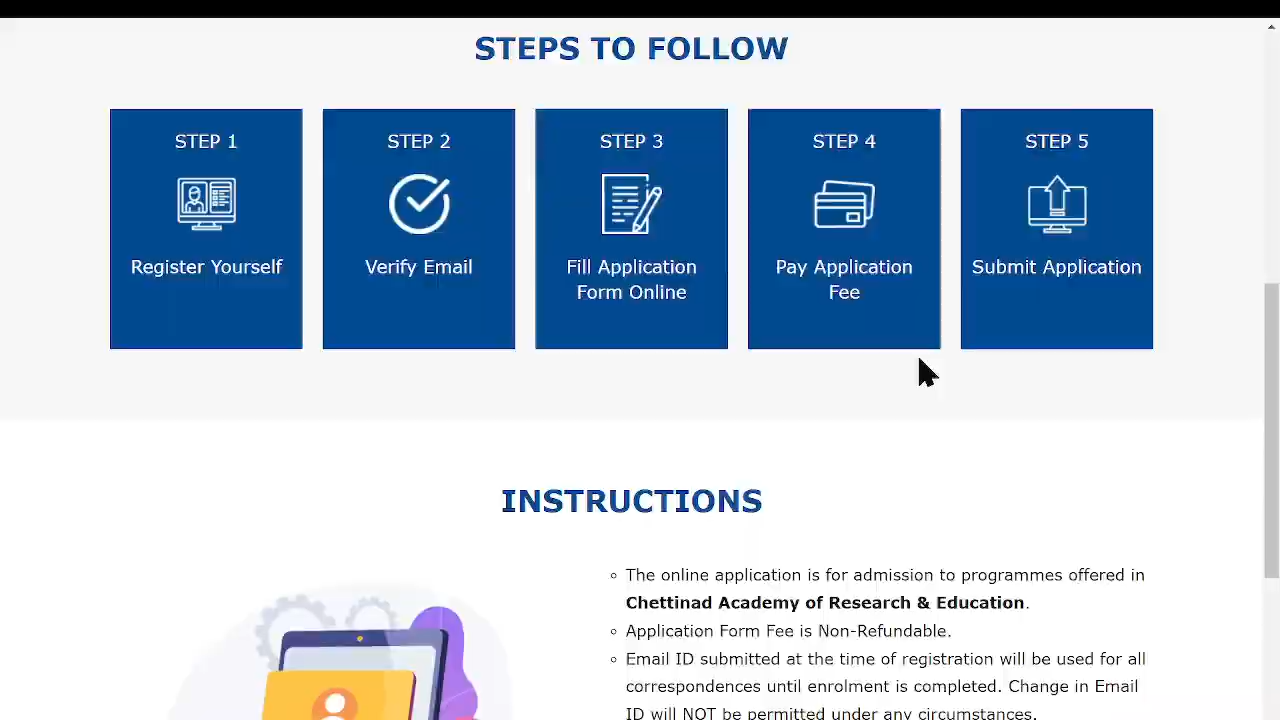 STEPS TO FOLLOW
STEP 1
Register Yourself
STEP 2
Verify Email
STEP 3
Fill Application
Form Online
STEP 4
Pay Application
Fee
STEP 5
Submit Application
INSTRUCTIONS
The online application is for admission to programmes offered in
Chettinad Academy of Research & Education.
Application Form Fee is Non-Refundable.
Email ID submitted at the time of registration will be used for all
correspondences until enrolment is completed. Change in Email
ID will NOT be permitted under any circumstances.